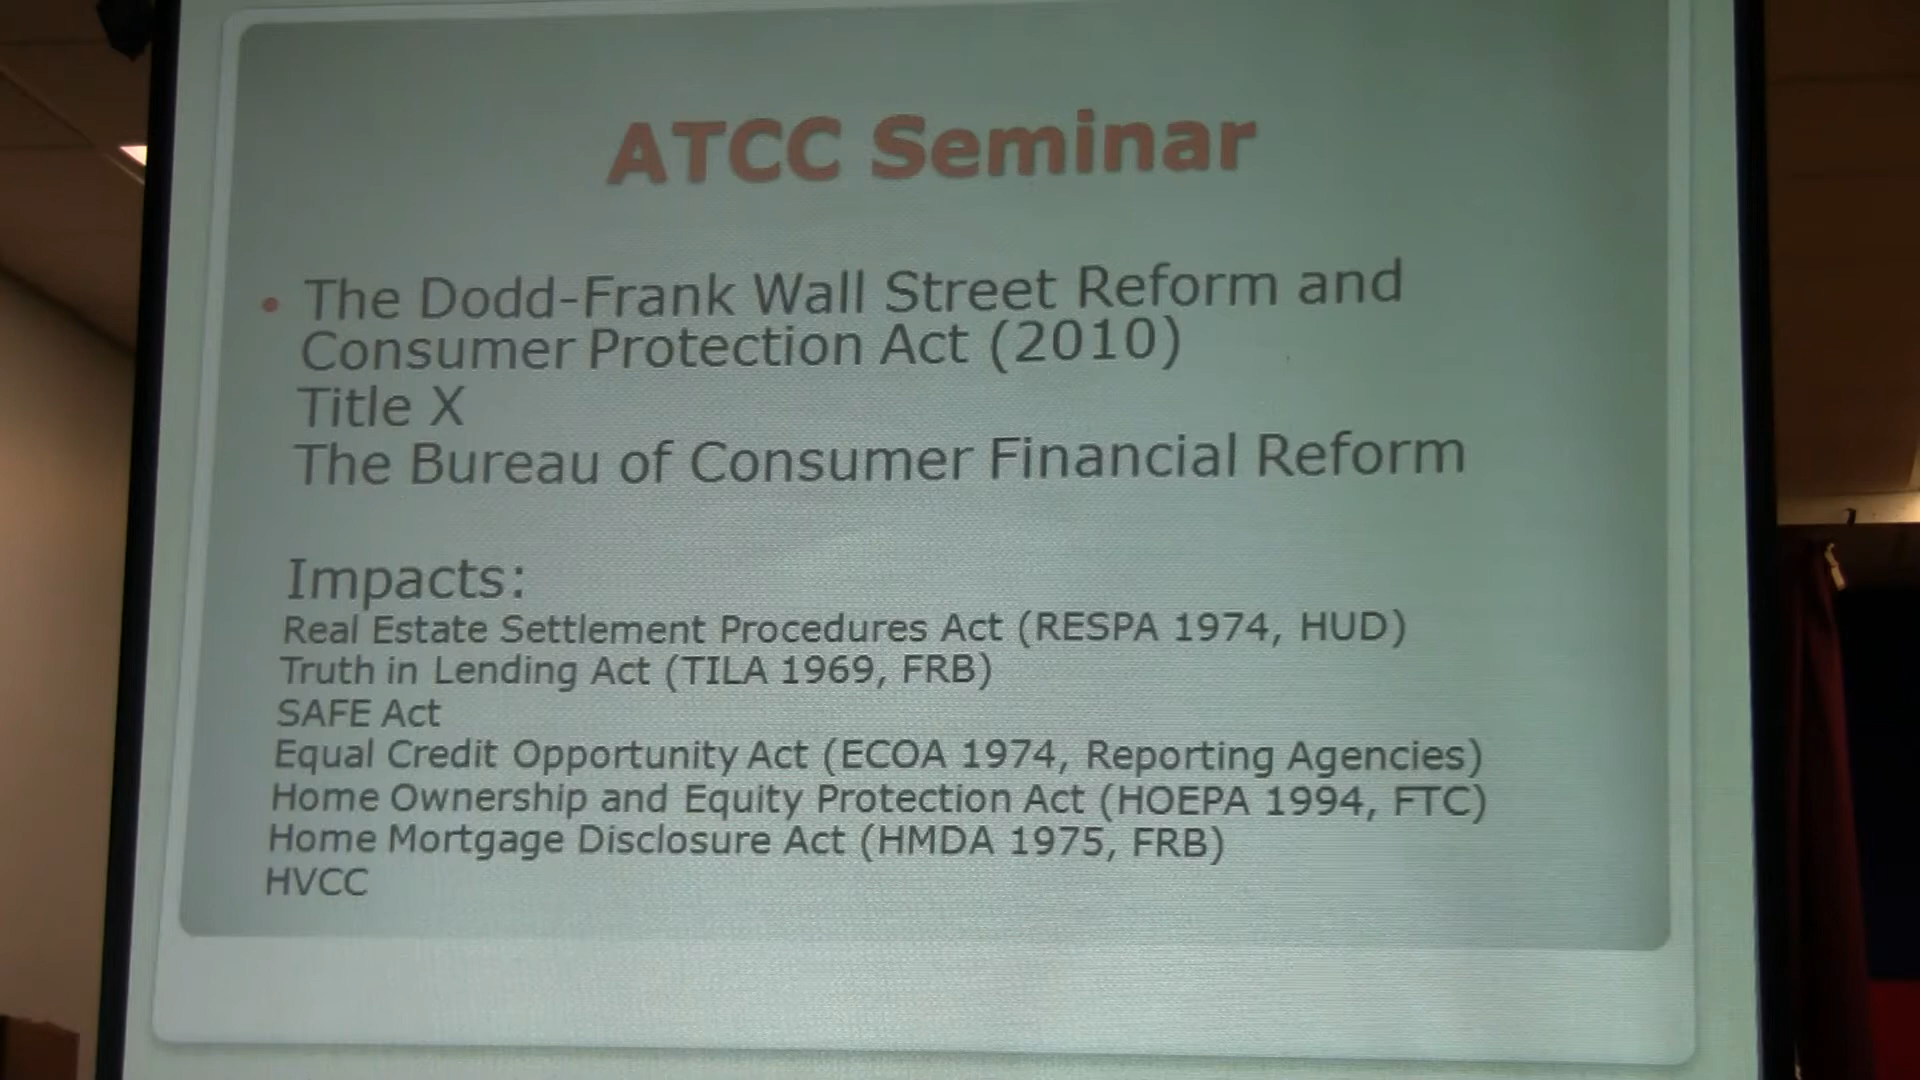 ATCC Seminar
• The Dodd-Frank Wall Street Reform and
Consumer Protection Act (2010)
Title X
The Bureau of Consumer Financial Reform
Impacts:
Real Estate Settlement Procedures Act (RESPA 1974, HUD)
Truth in Lending Act (TILA 1969, FRB)
SAFE Act
Equal Credit Opportunity Act (ECOA 1974, Reporting Agencies)
Home Ownership and Equity Protection Act (HOEPA 1994, FTC)
Home Mortgage Disclosure Act (HMDA 1975, FRB)
HVCC